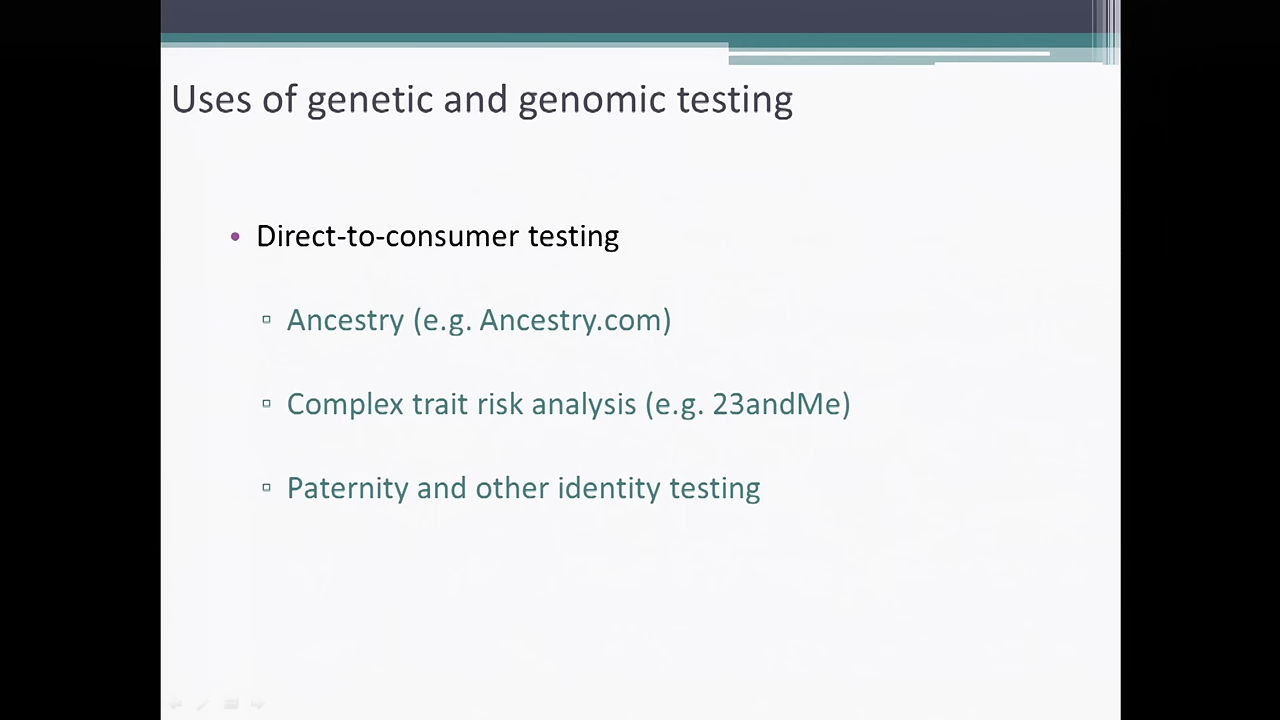 Uses of genetic and genomic testing
• Direct-to-consumer testing
▫ Ancestry (e.g. Ancestry.com)
▫ Complex trait risk analysis (e.g. 23andMe)
▫ Paternity and other identity testing